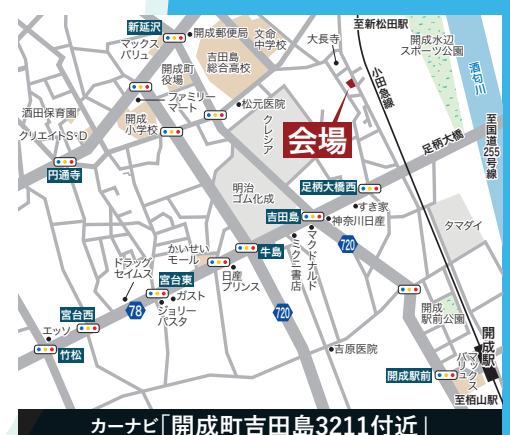 新延沢
開成郵便局
文命
中学校
大長寺
至新松田駅
開成水辺
スポーツ公園
マックス
バリュ
吉田島
総合高校
小田急線
酒匂川
開成町
役場
ファミリー
マート
松元医院
酒田保育園
開成
小学校
クレシア
会場
足柄大橋
至国道255号線
クリエイトS・D
円通寺
明治
ゴム化成
足柄大橋西
すき家
吉田島
神奈川日産
タマダイ
720
かいせい
モール
牛島
ミクニ書店
マクドナルド
ドラッグ
セイムス
宮台東
日産
プリンス
ガスト
宮台西
78
ジョリー
パスタ
720
開成
駅前公園
エッソ
竹松
吉原医院
開成駅
マックスバリュ
開成駅前
至栢山駅
カーナビ「開成町吉田島3211付近」